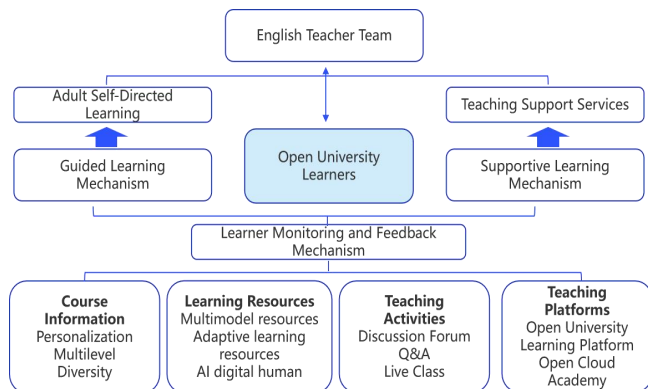 English Teacher Team
Adult Self-Directed
Learning
Teaching Support Services
Guided Learning
Mechanism
Open University
Learners
Supportive Learning
Mechanism
Learner Monitoring and Feedback
Mechanism
Course
Information
Personalization
Multilevel
Diversity
Learning Resources
Multimodel resources
Adaptive learning
resources
AI digital human
Teaching
Activities
Discussion Forum
Q&A
Live Class
Teaching
Platforms
Open University
Learning Platform
Open Cloud
Academy